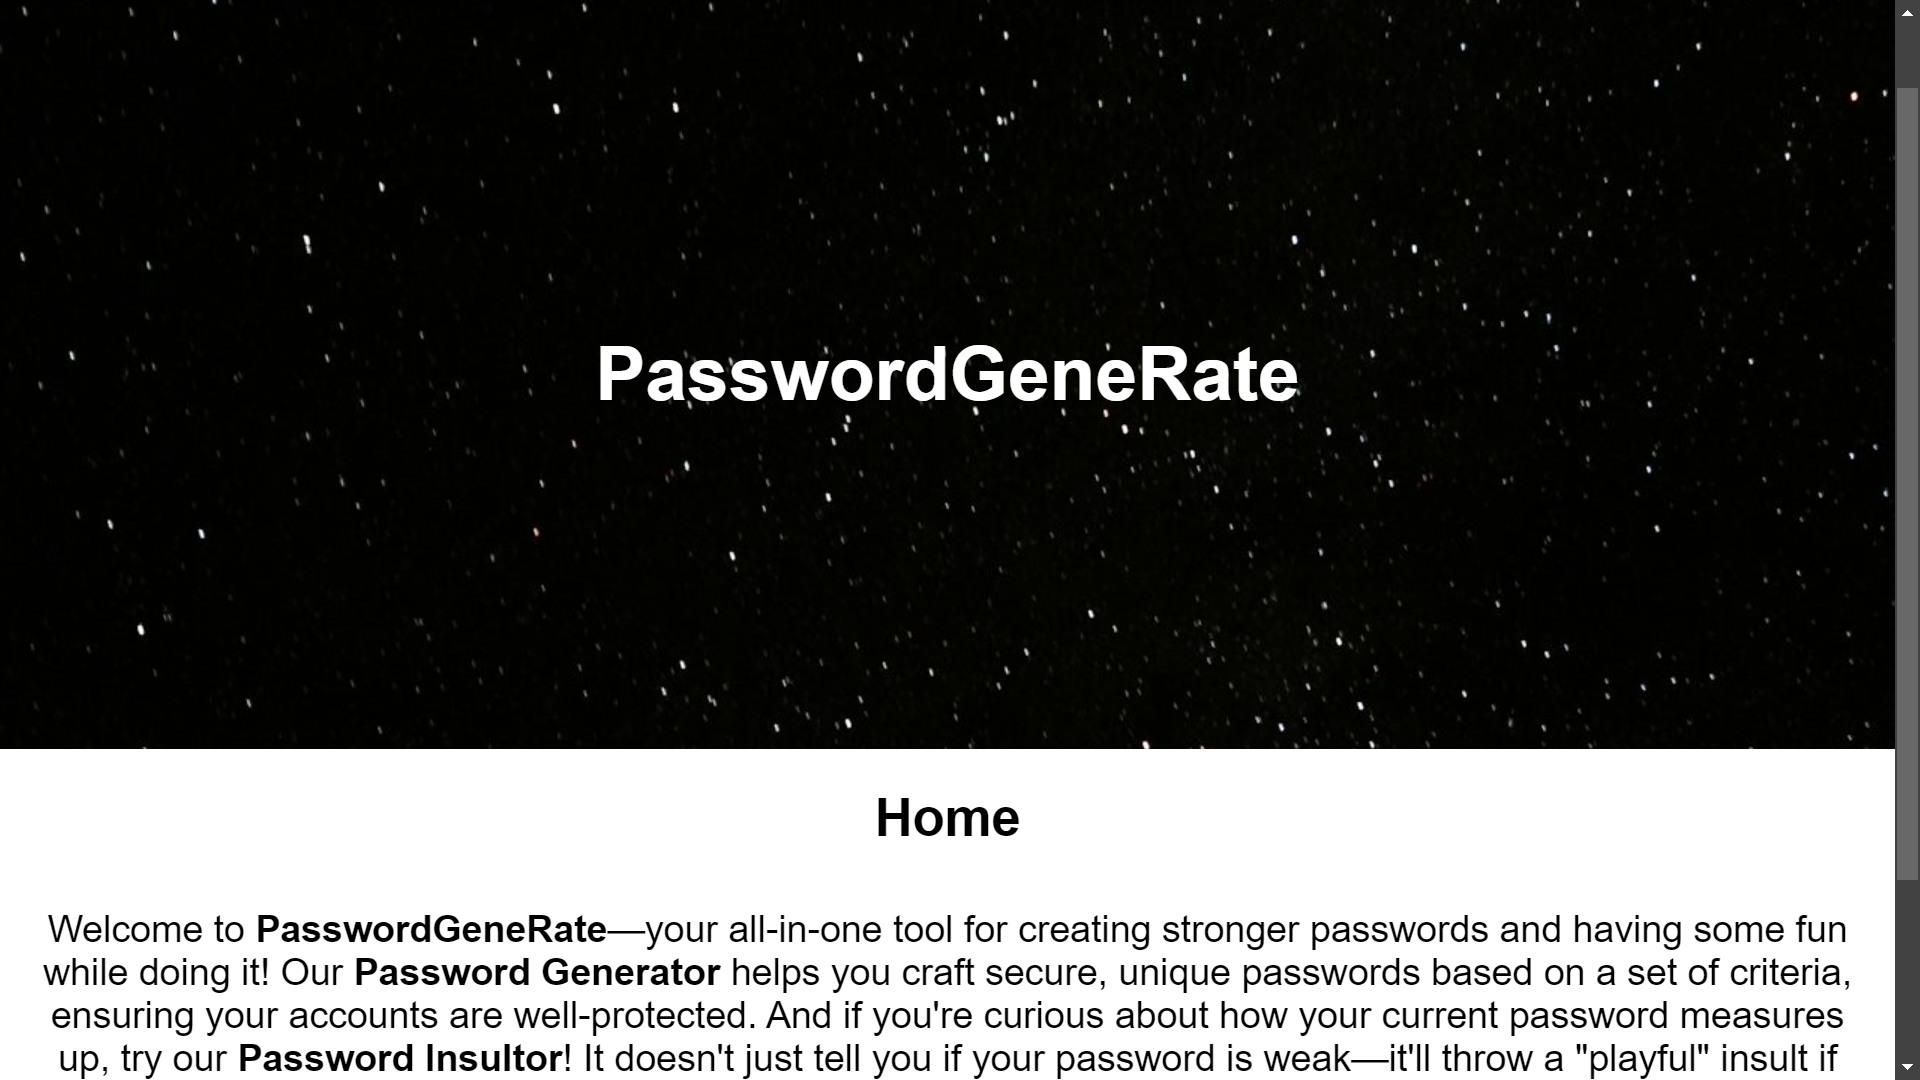 PasswordGeneRate
Home
Welcome to PasswordGeneRate—your all-in-one tool for creating stronger passwords and having some fun
while doing it! Our Password Generator helps you craft secure, unique passwords based on a set of criteria,
ensuring your accounts are well-protected. And if you're curious about how your current password measures
up, try our Password Insultor! It doesn't just tell you if your password is weak—it'll throw a "playful" insult if